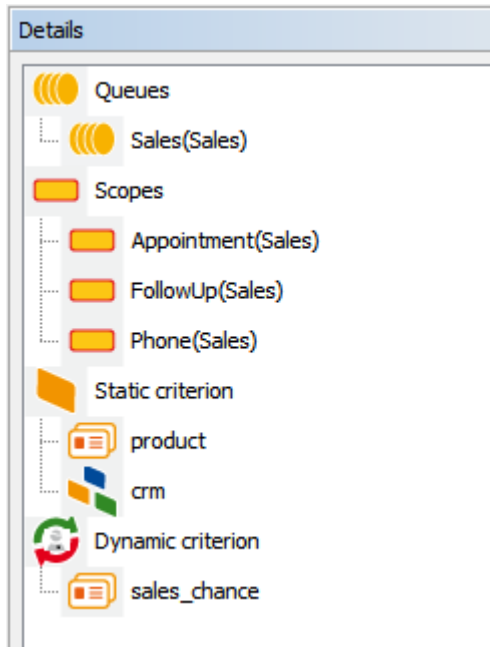 Details
Queues
Sales(Sales)
Scopes
Appointment(Sales)
FollowUp(Sales)
Phone(Sales)
Static criterion
product
crm
Dynamic criterion
sales_chance